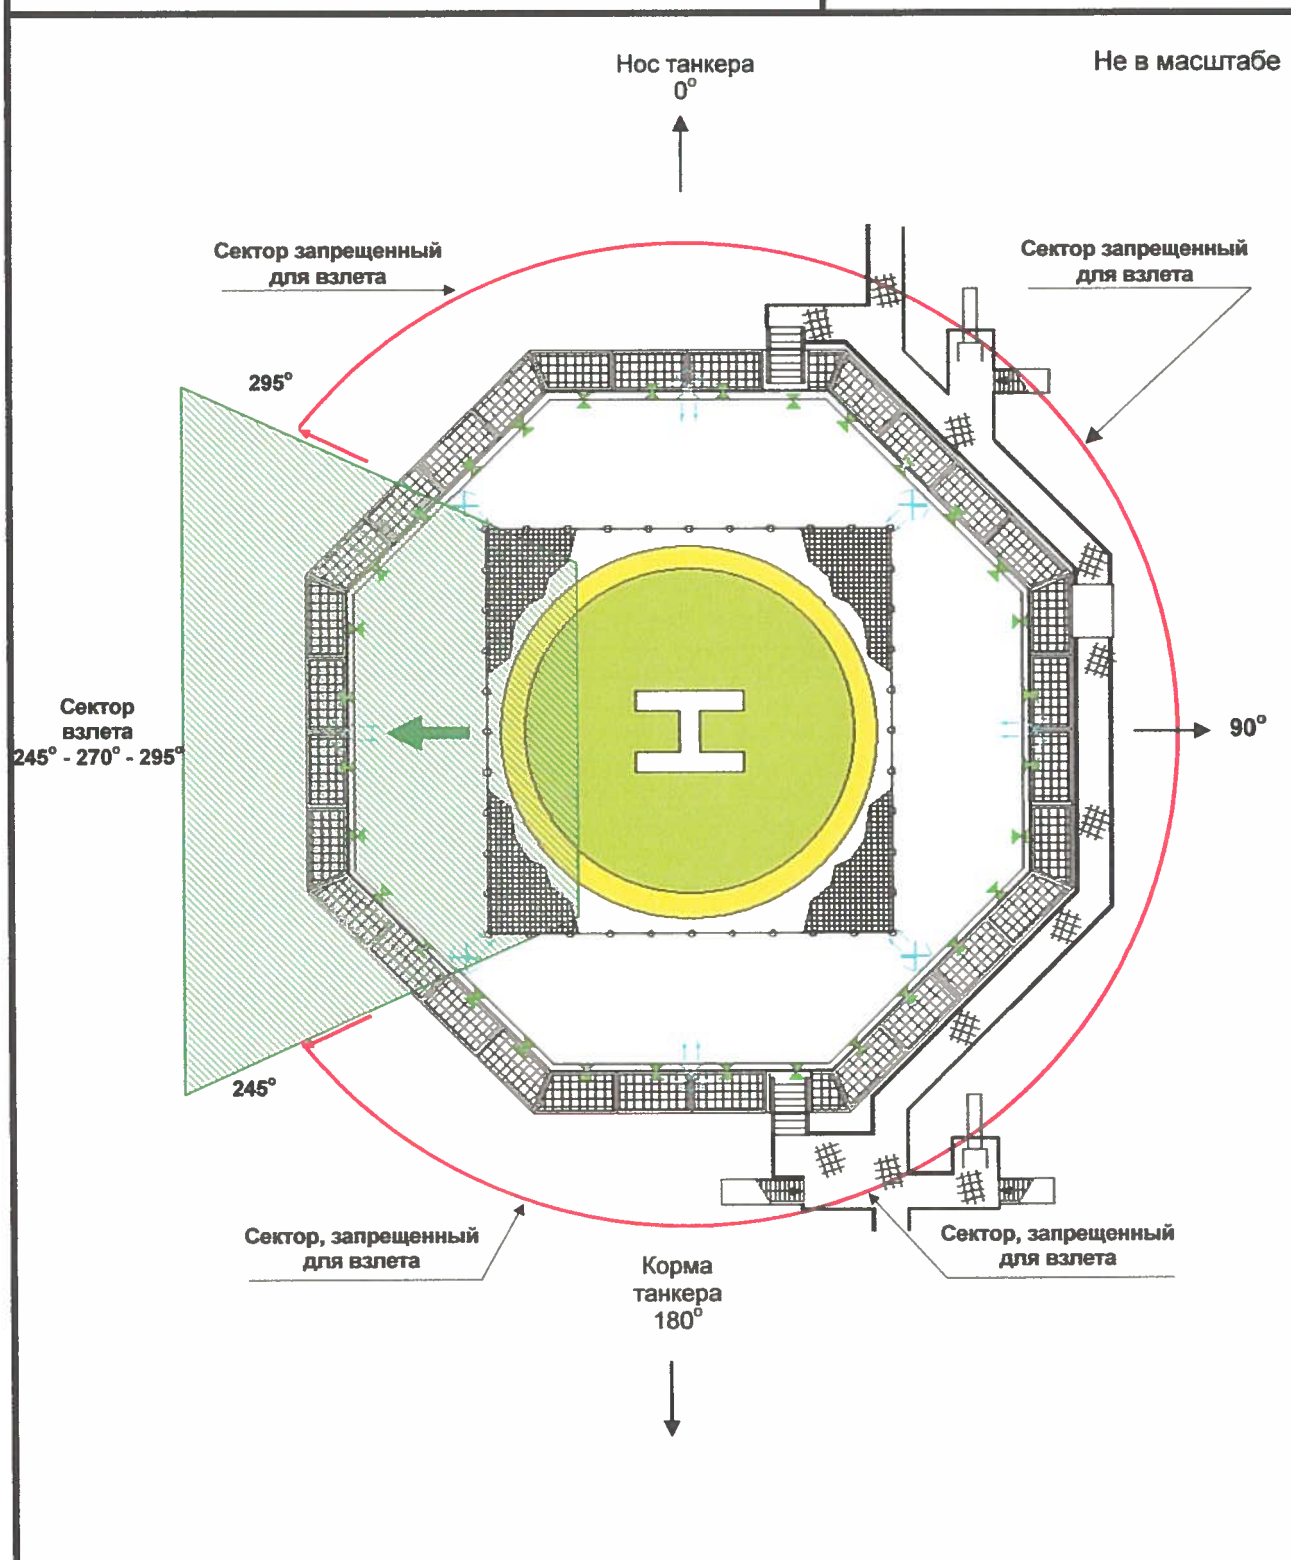 Не в масштабе
Нос танкера
0°
Сектор запрещенный
для взлета
Сектор запрещенный
для взлета
295°
Сектор
взлета
245° - 270° - 295°
H
90°
245°
Сектор, запрещенный
для взлета
Сектор, запрещенный
для взлета
Корма
танкера
180°